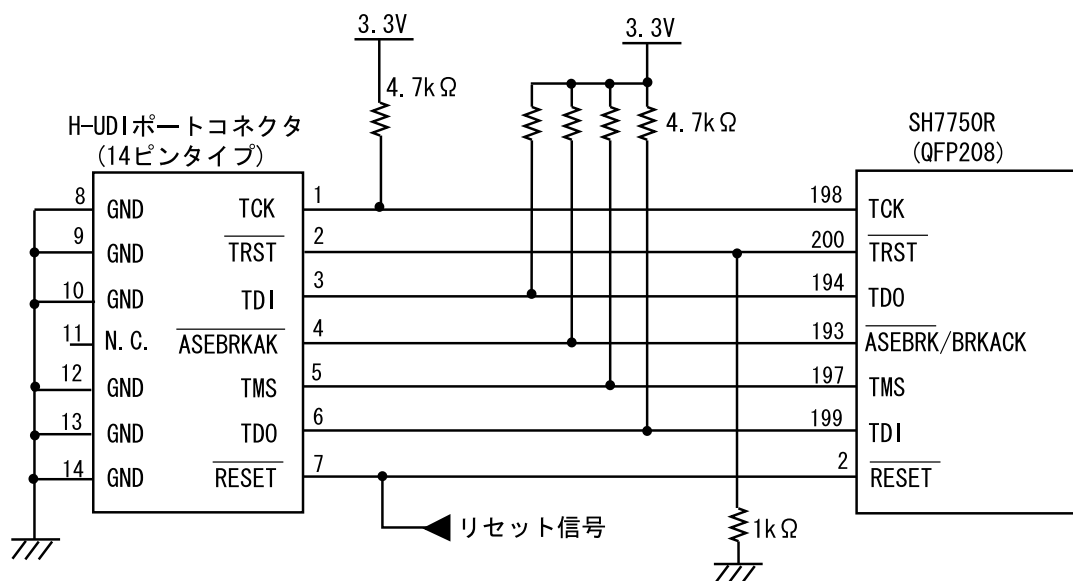 3.3V
3.3V
4.7kΩ
4.7kΩ
H-UDIポートコネクタ
(14ピンタイプ)
SH7750R
(QFP208)
8 GND TCK 1 198 TCK
9 GND TRST 2 200 TRST
10 GND TDI 3 194 TDO
11 N.C. ASEBRKAK 4 193 ASEBRK/BRKACK
12 GND TMS 5 197 TMS
13 GND TDO 6 199 TDI
14 GND RESET 7 2 RESET
リセット信号
1kΩ